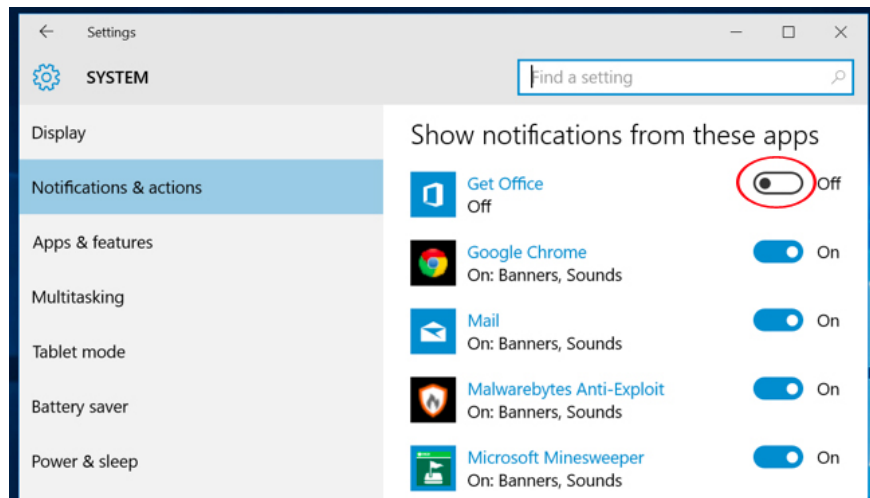 Settings
SYSTEM
Find a setting
Display
Notifications & actions
Apps & features
Multitasking
Tablet mode
Battery saver
Power & sleep
Show notifications from these apps
Get Office
Off
Off
Google Chrome
On: Banners, Sounds
On
Mail
On: Banners, Sounds
On
Malwarebytes Anti-Exploit
On: Banners, Sounds
On
Microsoft Minesweeper
On: Banners, Sounds
On